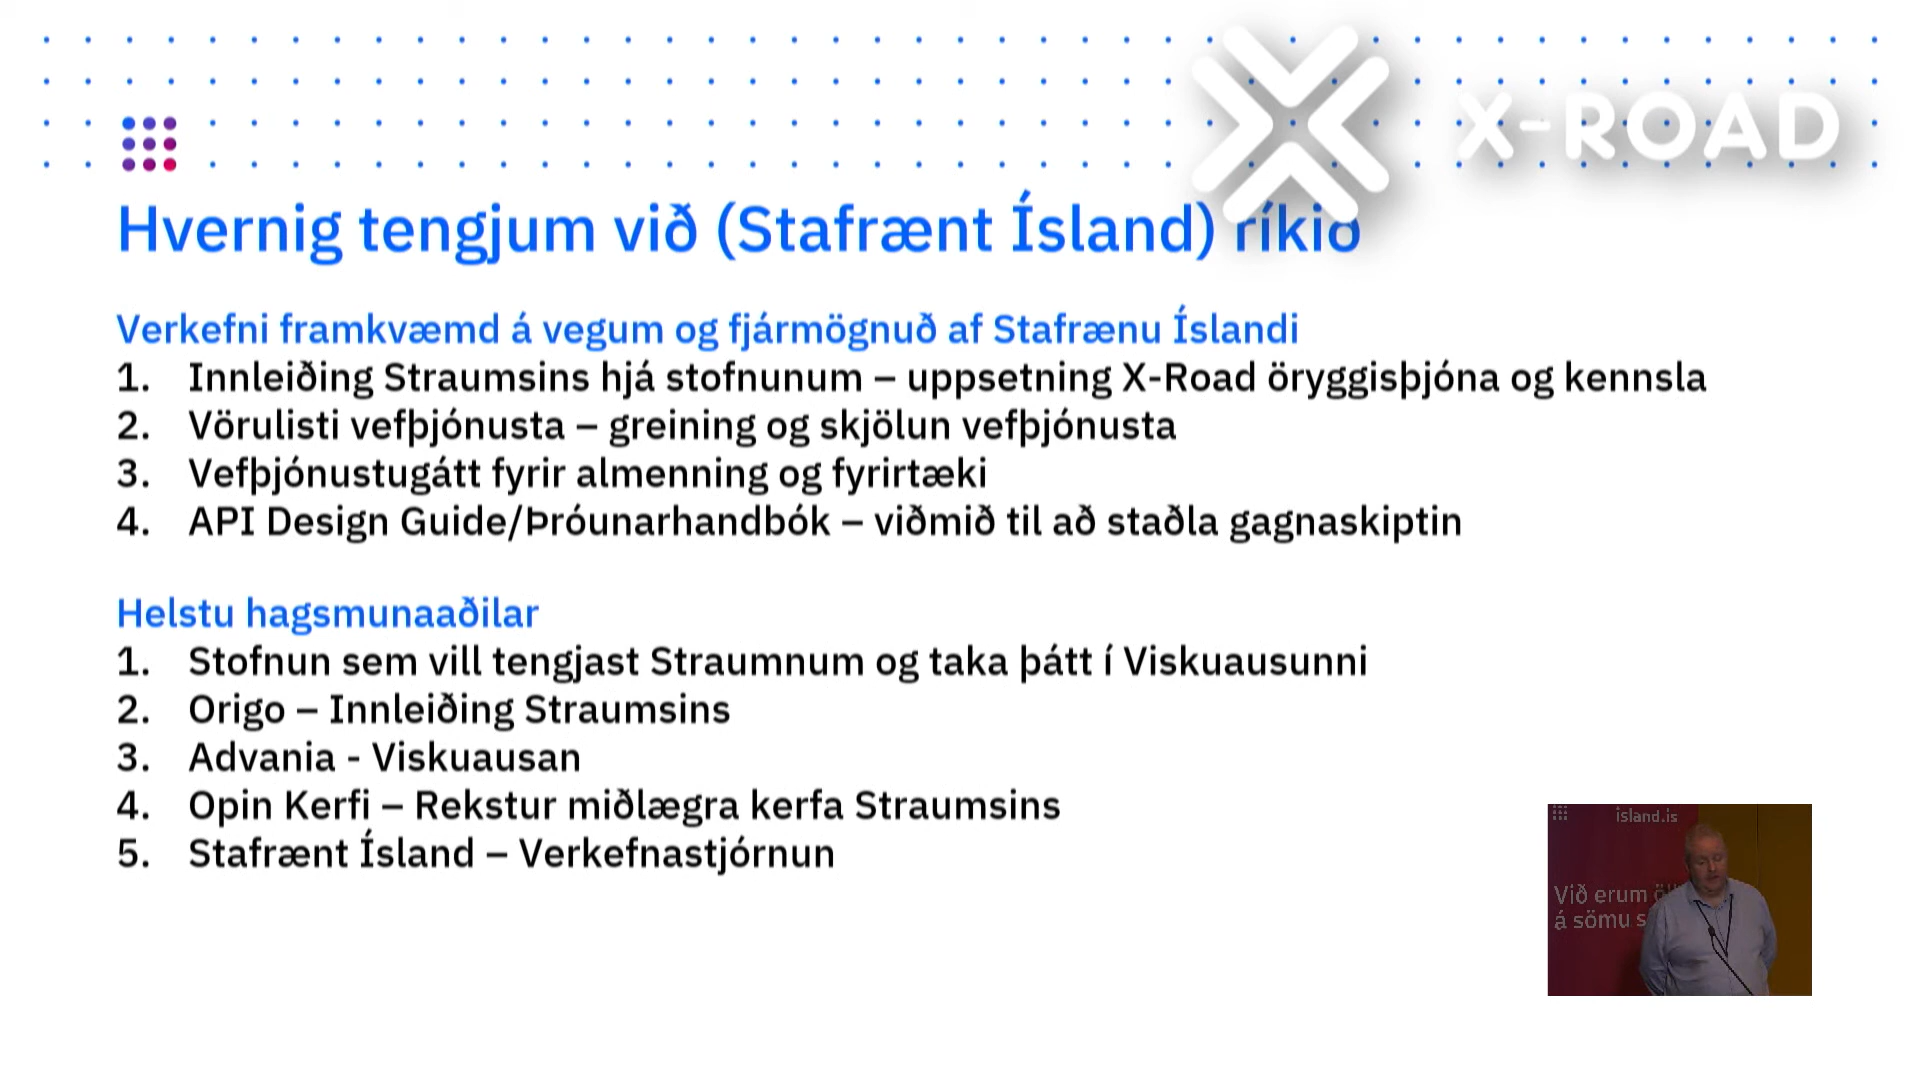 X-ROAD
Hvernig tengjum við (Stafrænt Ísland) ríkið
Verkefni framkvæmd á vegum og fjármögnuð af Stafrænu Íslandi
1. Innleiðing Straumsins hjá stofnunum – uppsetning X-Road öryggisþjóna og kennsla
2. Vörulisti vefþjónusta – greining og skjölun vefþjónusta
3. Vefþjónustugátt fyrir almenning og fyrirtæki
4. API Design Guide/Þróunarhandbók – viðmið til að staðla gagnaskiptin
Helstu hagsmunaaðilar
1. Stofnun sem vill tengjast Straumnum og taka þátt í Viskuausunni
2. Origo – Innleiðing Straumsins
3. Advania - Viskuausan
4. Opin Kerfi – Rekstur miðlægra kerfa Straumsins
5. Stafrænt Ísland – Verkefnastjórnun
island.is
Við erum
á sömu